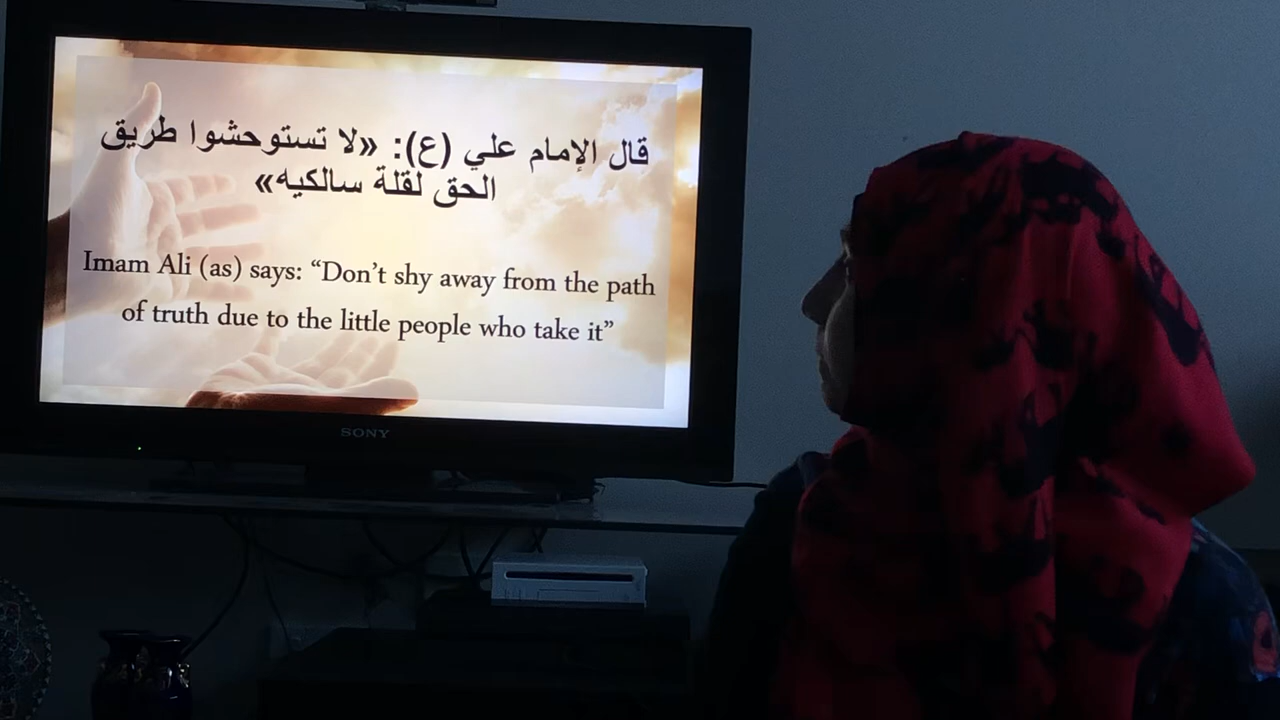 قال الإمام علي (ع): «لا تستوحشوا طريق
الحق لقلة سالكيه»
Imam Ali (as) says: “Don’t shy away from the path
of truth due to the little people who take it”
SONY